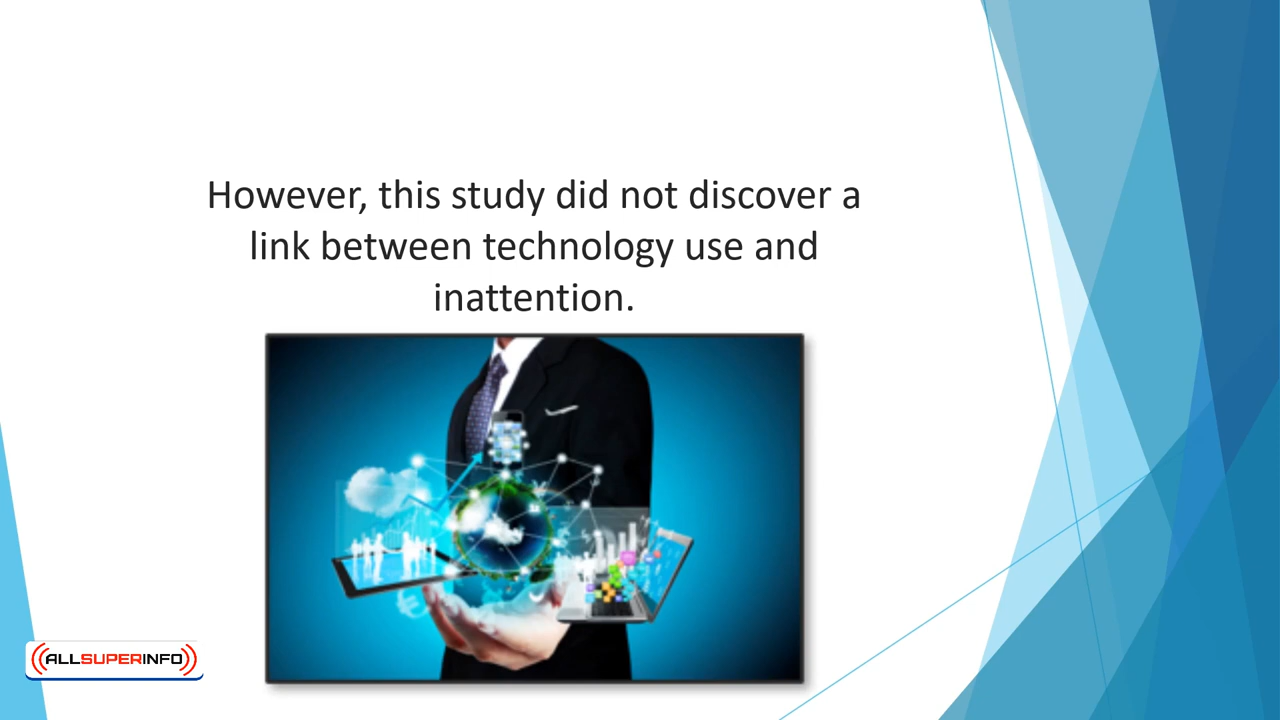 However, this study did not discover a
link between technology use and
inattention.
ALLSUPERINFO